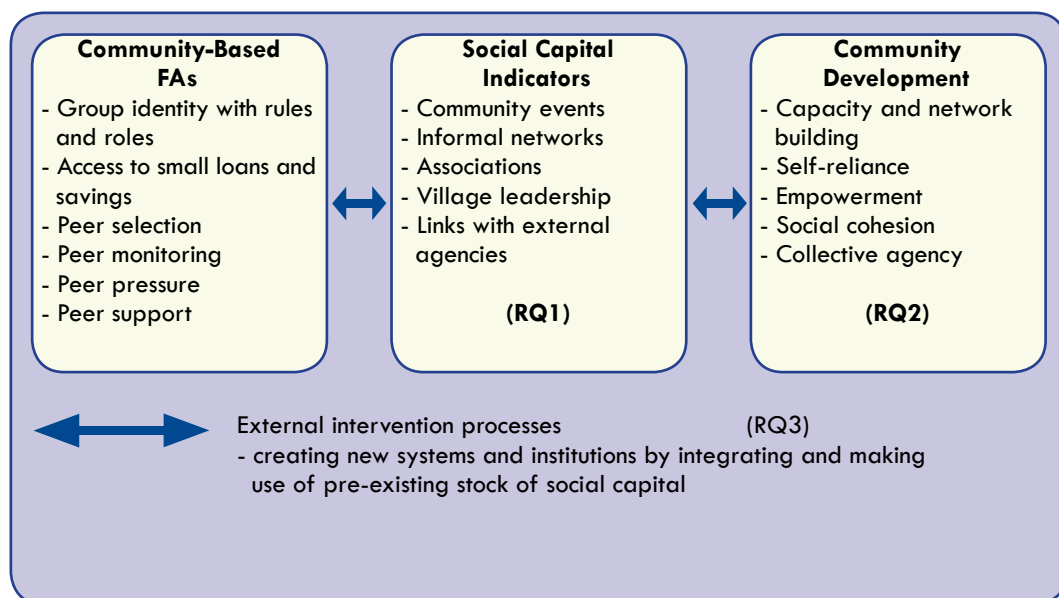 Community-Based
FAs
- Group identity with rules
and roles
- Access to small loans and
savings
- Peer selection
- Peer monitoring
- Peer pressure
- Peer support
Social Capital
Indicators
- Community events
- Informal networks
- Associations
- Village leadership
- Links with external
agencies
(RQ1)
Community
Development
- Capacity and network
building
- Self-reliance
- Empowerment
- Social cohesion
- Collective agency
(RQ2)
External intervention processes (RQ3)
- creating new systems and institutions by integrating and making
use of pre-existing stock of social capital